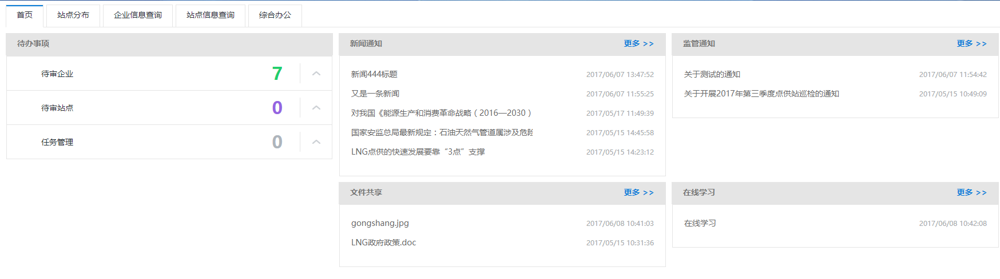 首页
站点分布
企业信息查询
站点信息查询
综合办公
待办事项
待审企业 7
待审站点 0
任务管理 0
新闻通知 更多 >>
新闻444标题 2017/06/07 13:47:52
又是一条新闻 2017/06/07 11:55:25
对我国《能源生产和消费革命战略（2016—2030） 2017/05/17 11:49:39
国家安监总局最新规定：石油天然气管道属涉及危险 2017/05/15 14:45:58
LNG点供的快速发展要靠“3点”支撑 2017/05/15 14:23:12
监管通知 更多 >>
关于测试的通知 2017/06/07 11:54:42
关于开展2017年第三季度点供站巡检的通知 2017/05/15 10:49:09
文件共享 更多 >>
gongshang.jpg 2017/06/08 10:41:03
LNG政府政策.doc 2017/05/15 10:31:36
在线学习 更多 >>
在线学习 2017/06/08 10:42:08